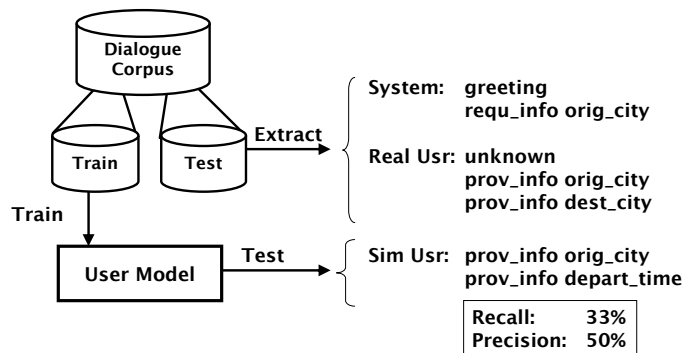 Dialogue
Corpus
Train
Test
Extract
System: greeting
requ_info orig_city
Real Usr: unknown
prov_info orig_city
prov_info dest_city
Train
User Model
Test
Sim Usr: prov_info orig_city
prov_info depart_time
Recall: 33%
Precision: 50%